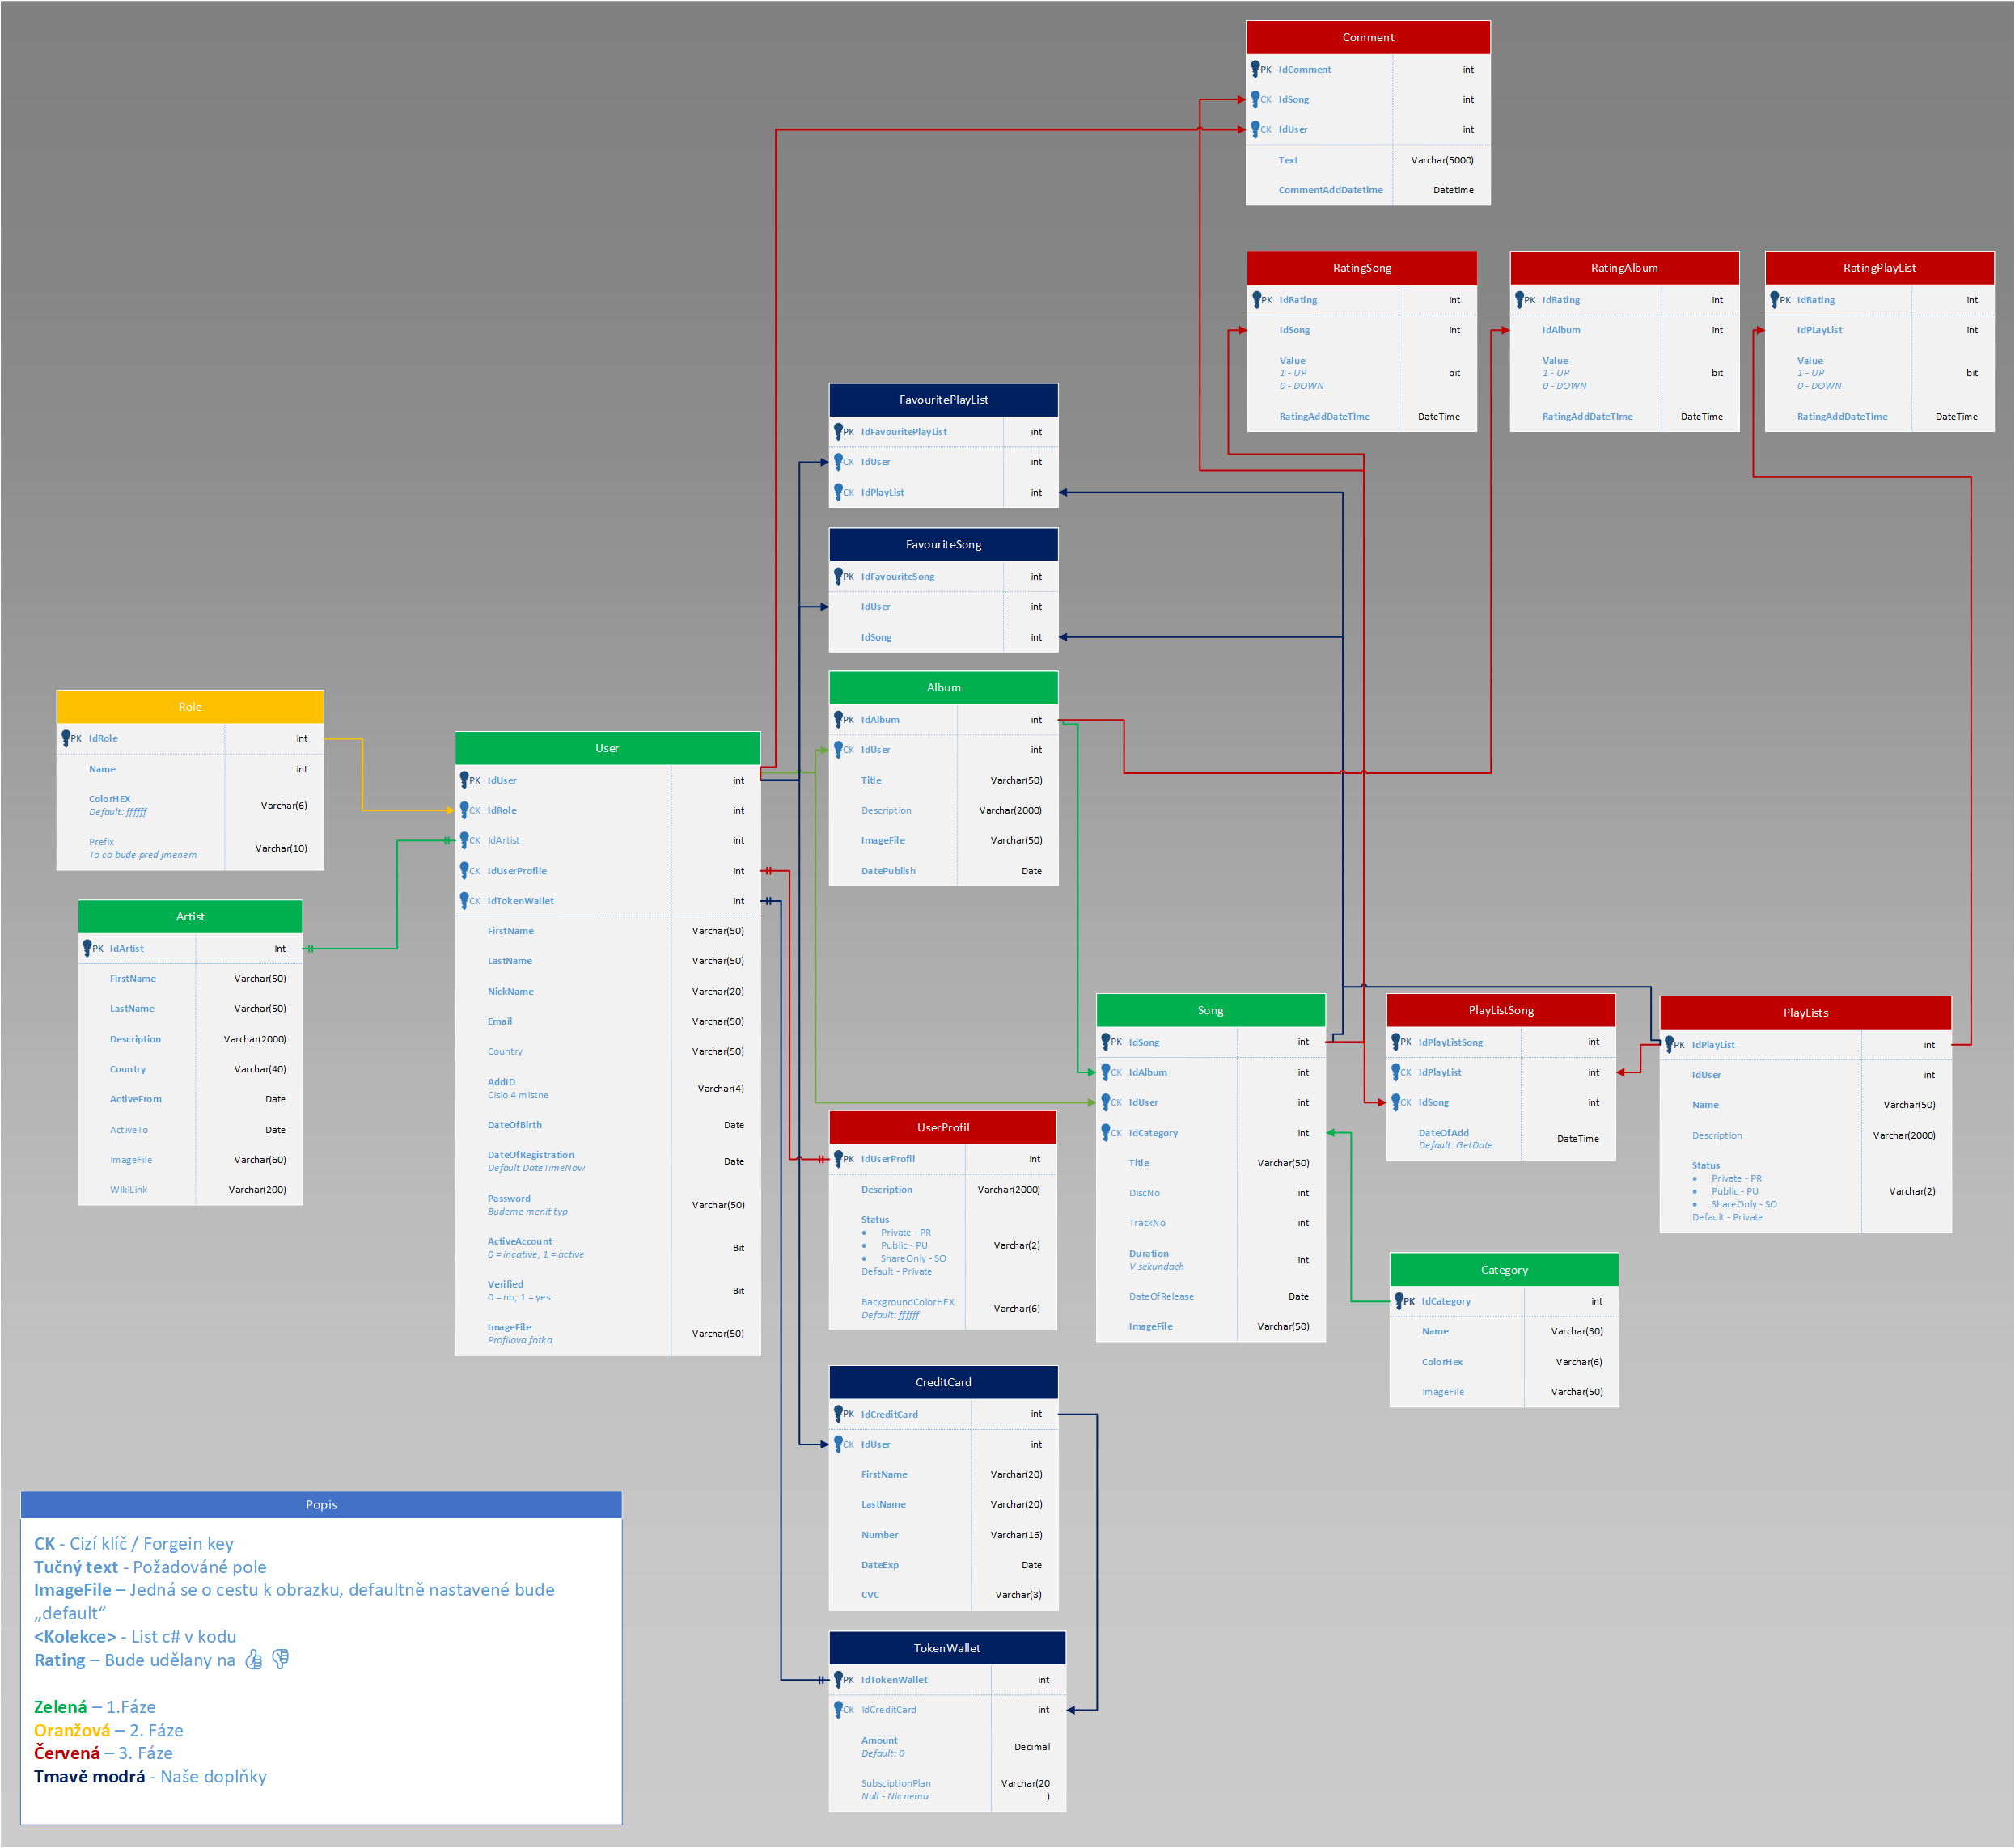 Comment
PK IdComment int
CK IdSong int
CK IdUser int
Text Varchar(5000)
CommentAddDatetime Datetime
RatingSong
PK IdRating int
IdSong int
Value
1 - UP
0 - DOWN
bit
RatingAddDateTIme DateTime
RatingAlbum
PK IdRating int
IdAlbum int
Value
1 - UP
0 - DOWN
bit
RatingAddDateTIme DateTime
RatingPlayList
PK IdRating int
IdPLayList int
Value
1 - UP
0 - DOWN
bit
RatingAddDateTIme DateTime
FavouritePlayList
PK IdFavouritePlayList int
CK IdUser int
CK IdPlayList int
FavouriteSong
PK IdFavouriteSong int
IdUser int
IdSong int
Album
PK IdAlbum int
CK IdUser int
Title Varchar(50)
Description Varchar(2000)
ImageFile Varchar(50)
DatePublish Date
Role
PK IdRole int
Name int
ColorHEX
Default: ffffff
Varchar(6)
Prefix
To co bude pred jmenem
Varchar(10)
Artist
PK IdArtist Int
FirstName Varchar(50)
LastName Varchar(50)
Description Varchar(2000)
Country Varchar(40)
ActiveFrom Date
ActiveTo Date
ImageFile Varchar(60)
WikiLink Varchar(200)
User
PK IdUser int
CK IdRole int
CK IdArtist int
CK IdUserProfile int
CK IdTokenWallet int
FirstName Varchar(50)
LastName Varchar(50)
NickName Varchar(20)
Email Varchar(50)
Country Varchar(50)
AddID
Cislo 4 mistne
Varchar(4)
DateOfBirth Date
DateOfRegistration
Default DateTimeNow
Date
Password
Budeme menit typ
Varchar(50)
ActiveAccount
0 = incative, 1 = active
Bit
Verified
0 = no, 1 = yes
Bit
ImageFile
Profilova fotka
Varchar(50)
Song
PK IdSong int
CK IdAlbum int
CK IdUser int
CK IdCategory int
Title Varchar(50)
DiscNo int
TrackNo int
Duration
V sekundach
int
DateOfRelease Date
ImageFile Varchar(50)
PlayListSong
PK IdPlayListSong int
CK IdPlayList int
CK IdSong int
DateOfAdd
Default: GetDate
DateTime
PlayLists
PK IdPlayList int
IdUser int
Name Varchar(50)
Description Varchar(2000)
Status
• Private - PR
• Public - PU
• ShareOnly - SO
Default - Private
Varchar(2)
UserProfil
PK IdUserProfil int
Description Varchar(2000)
Status
• Private - PR
• Public - PU
• ShareOnly - SO
Default - Private
Varchar(2)
BackgroundColorHEX
Default: ffffff
Varchar(6)
Category
PK IdCategory int
Name Varchar(30)
ColorHex Varchar(6)
ImageFile Varchar(50)
CreditCard
PK IdCreditCard int
CK IdUser int
FirstName Varchar(20)
LastName Varchar(20)
Number Varchar(16)
DateExp Date
CVC Varchar(3)
TokenWallet
PK IdTokenWallet int
CK IdCreditCard int
Amount
Default: 0
Decimal
SubsciptionPlan
Null - Nic nema
Varchar(20
)
Popis
CK - Cizí klíč / Forgein key
Tučný text - Požadováné pole
ImageFile – Jedná se o cestu k obrazku, defaultně nastavené bude
„default“
<Kolekce> - List c# v kodu
Rating – Bude udělany na 👍 👎
Zelená – 1.Fáze
Oranžová – 2. Fáze
Červená – 3. Fáze
Tmavě modrá - Naše doplňky